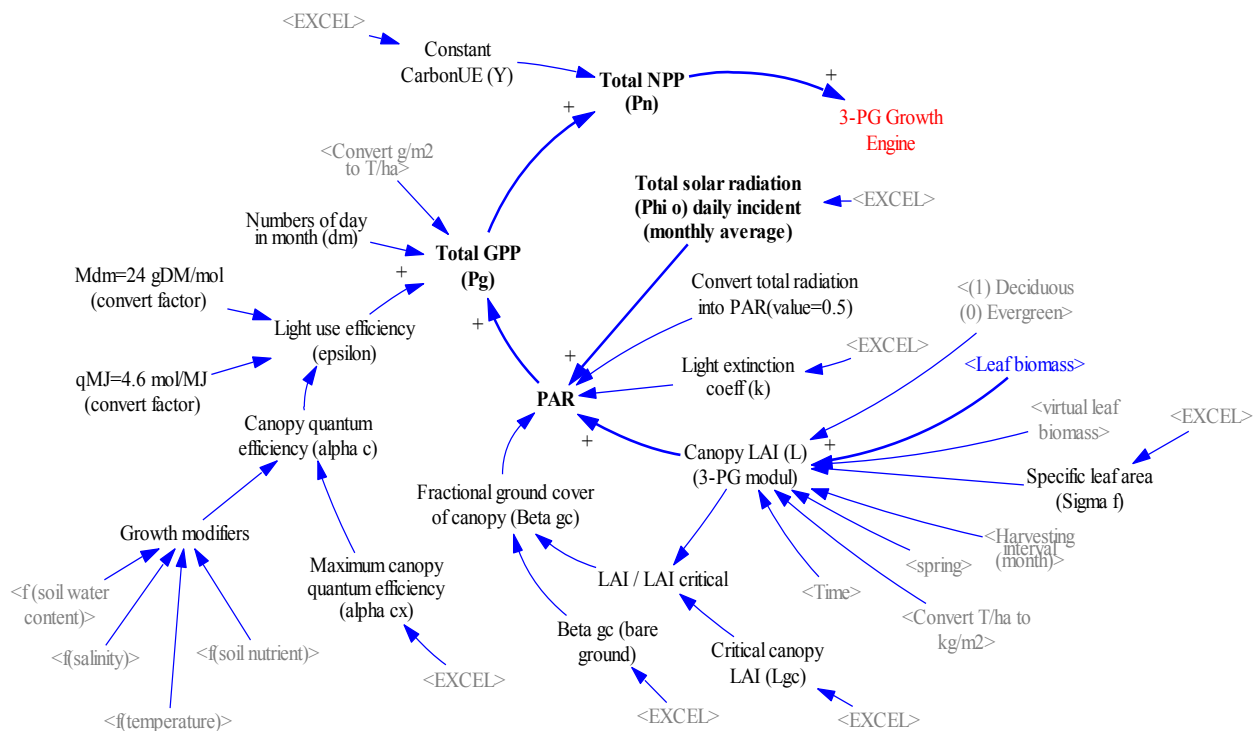 <EXCEL>
Constant
CarbonUE (Y)
Total NPP
(Pn)
+
3-PG Growth
Engine
+
<Convert g/m2
to T/ha>
Total solar radiation
(Phi o) daily incident
(monthly average)
<EXCEL>
Numbers of day
in month (dm)
Total GPP
(Pg)
+
Mdm=24 gDM/mol
(convert factor)
Convert total radiation
into PAR(value=0.5)
<(1) Deciduous
(0) Evergreen>
Light use efficiency
(epsilon)
+
+
<EXCEL>
Light extinction
coeff (k)
<Leaf biomass>
qMJ=4.6 mol/MJ
(convert factor)
PAR
<virtual leaf
biomass>
<EXCEL>
Canopy quantum
efficiency (alpha c)
+
Canopy LAI (L)
(3-PG modul)
+
Specific leaf area
(Sigma f)
Fractional ground cover
of canopy (Beta gc)
Growth modifiers
<Harvesting
interval
(month)>
<spring>
Maximum canopy
quantum efficiency
(alpha cx)
LAI / LAI critical
<Time>
<f (soil water
content)>
<Convert T/ha to
kg/m2>
Beta gc (bare
ground)
Critical canopy
LAI (Lgc)
<f(salinity)>
<f(soil nutrient)>
<EXCEL>
<f(temperature)>
<EXCEL>
<EXCEL>